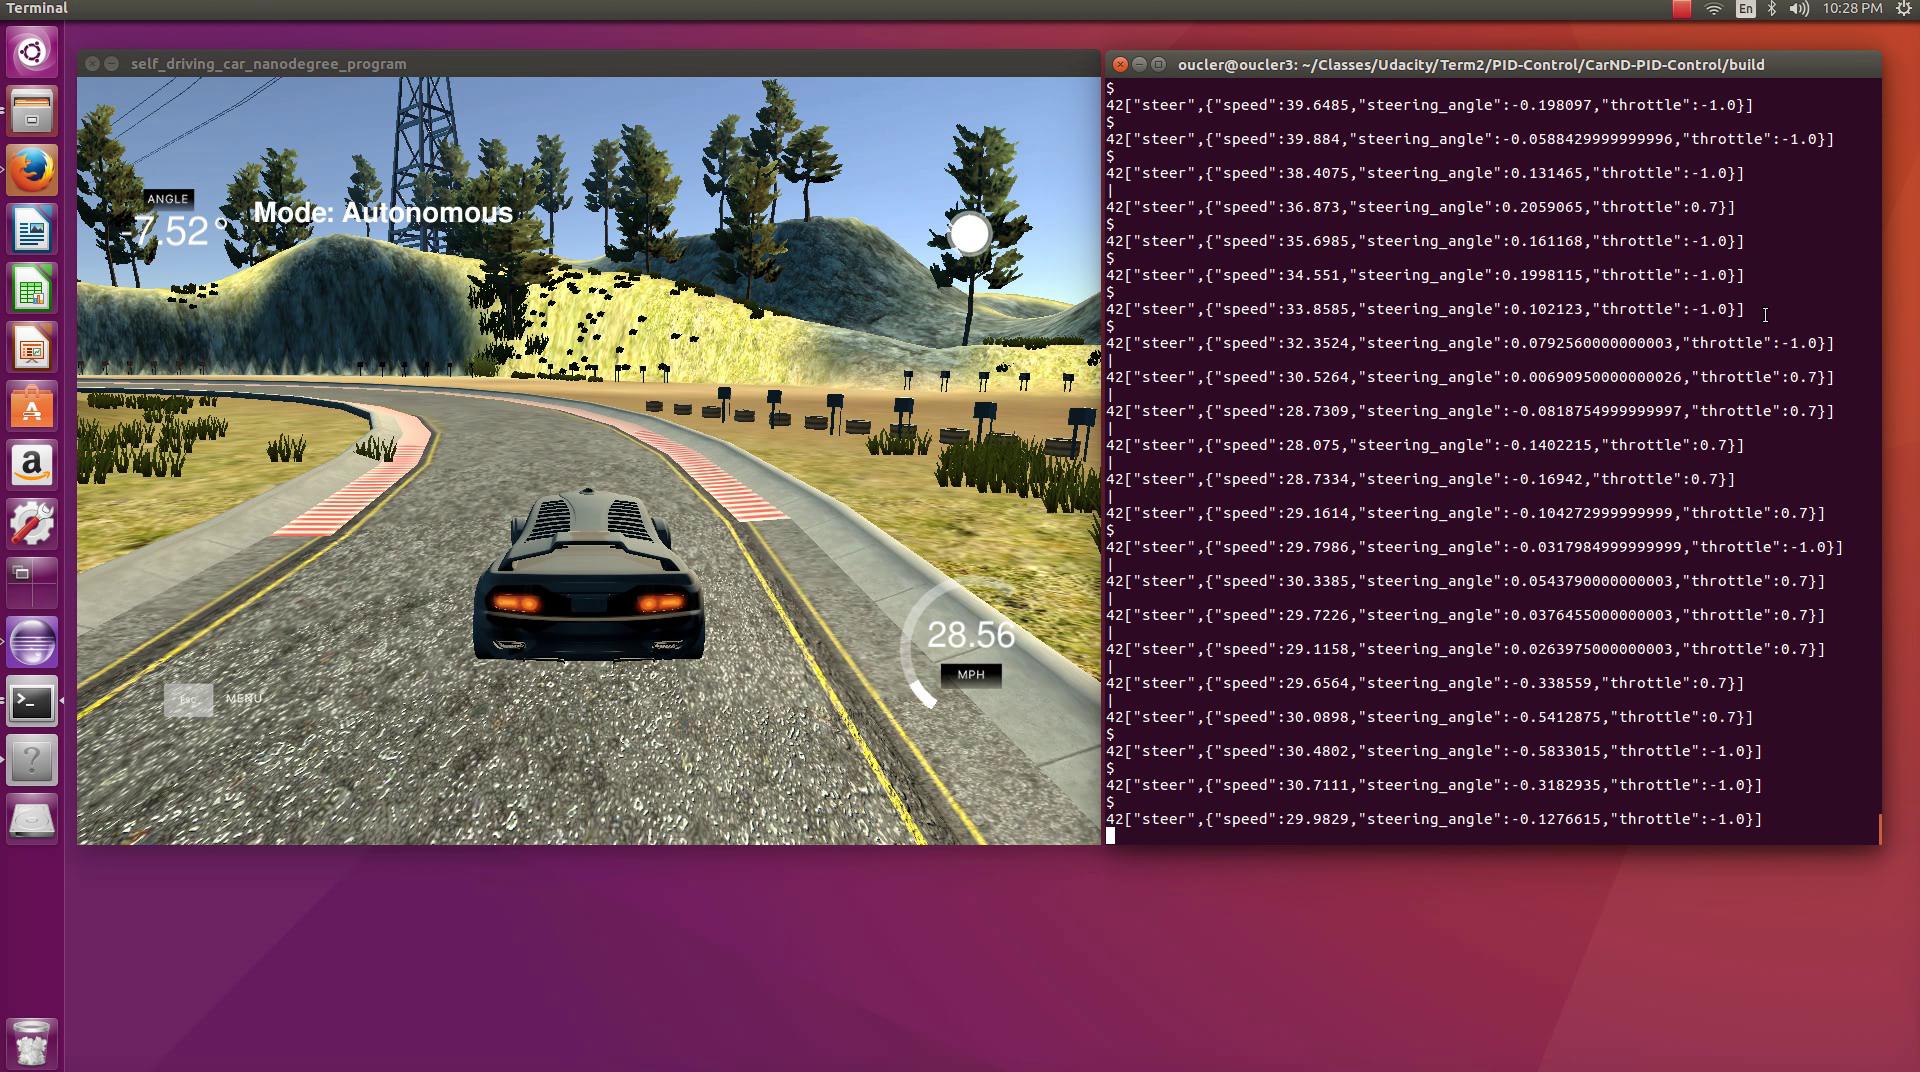 Terminal
En
10:28 PM
self_driving_car_nanodegree_program
ANGLE
-7.52°
Mode: Autonomous
28.56
MPH
Esc
MENU
oucler@oucler3: ~/Classes/Udacity/Term2/PID-Control/CarND-PID-Control/build
$
42["steer",{"speed":39.6485,"steering_angle":-0.198097,"throttle":-1.0}]
$
42["steer",{"speed":39.884,"steering_angle":-0.0588429999999996,"throttle":-1.0}]
$
42["steer",{"speed":38.4075,"steering_angle":0.131465,"throttle":-1.0}]
|
42["steer",{"speed":36.873,"steering_angle":0.2059065,"throttle":0.7}]
$
42["steer",{"speed":35.6985,"steering_angle":0.161168,"throttle":-1.0}]
$
42["steer",{"speed":34.551,"steering_angle":0.1998115,"throttle":-1.0}]
$
42["steer",{"speed":33.8585,"steering_angle":0.102123,"throttle":-1.0}]
$
42["steer",{"speed":32.3524,"steering_angle":0.0792560000000003,"throttle":-1.0}]
|
42["steer",{"speed":30.5264,"steering_angle":0.00690950000000026,"throttle":0.7}]
|
42["steer",{"speed":28.7309,"steering_angle":-0.0818754999999997,"throttle":0.7}]
|
42["steer",{"speed":28.075,"steering_angle":-0.1402215,"throttle":0.7}]
|
42["steer",{"speed":28.7334,"steering_angle":-0.16942,"throttle":0.7}]
|
42["steer",{"speed":29.1614,"steering_angle":-0.104272999999999,"throttle":0.7}]
$
42["steer",{"speed":29.7986,"steering_angle":-0.0317984999999999,"throttle":-1.0}]
|
42["steer",{"speed":30.3385,"steering_angle":0.0543790000000003,"throttle":0.7}]
|
42["steer",{"speed":29.7226,"steering_angle":0.0376455000000003,"throttle":0.7}]
|
42["steer",{"speed":29.1158,"steering_angle":0.0263975000000003,"throttle":0.7}]
|
42["steer",{"speed":29.6564,"steering_angle":-0.338559,"throttle":0.7}]
|
42["steer",{"speed":30.0898,"steering_angle":-0.5412875,"throttle":0.7}]
$
42["steer",{"speed":30.4802,"steering_angle":-0.5833015,"throttle":-1.0}]
$
42["steer",{"speed":30.7111,"steering_angle":-0.3182935,"throttle":-1.0}]
$
42["steer",{"speed":29.9829,"steering_angle":-0.1276615,"throttle":-1.0}]